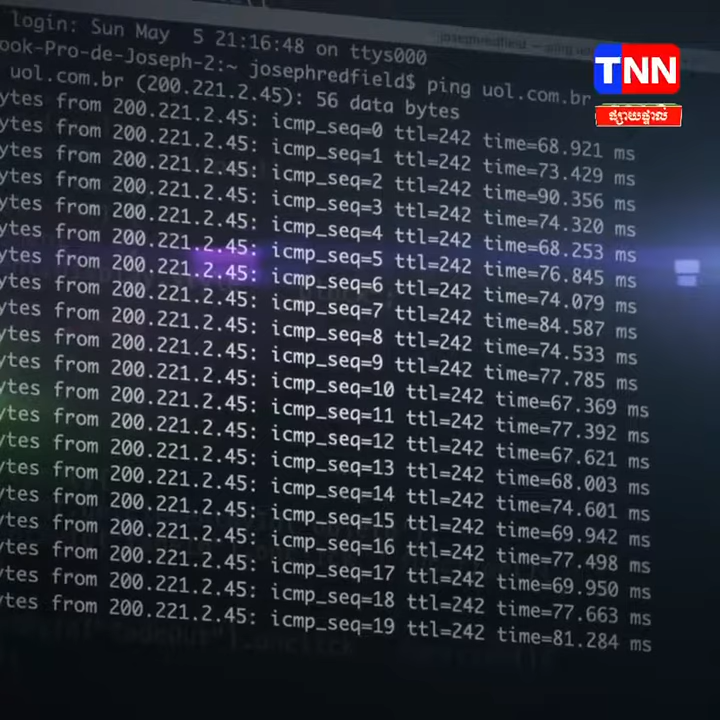 login: Sun May 5 21:16:48 on ttys000
ook-Pro-de-Joseph-2:~ josephredfield$ ping uol.com.br
uol.com.br (200.221.2.45): 56 data bytes
ytes from 200.221.2.45: icmp_seq=0 ttl=242 time=68.921 ms
ytes from 200.221.2.45: icmp_seq=1 ttl=242 time=73.429 ms
ytes from 200.221.2.45: icmp_seq=2 ttl=242 time=90.356 ms
ytes from 200.221.2.45: icmp_seq=3 ttl=242 time=74.320 ms
ytes from 200.221.2.45: icmp_seq=4 ttl=242 time=68.253 ms
ytes from 200.221.2.45: icmp_seq=5 ttl=242 time=76.845 ms
ytes from 200.221.2.45: icmp_seq=6 ttl=242 time=74.079 ms
ytes from 200.221.2.45: icmp_seq=7 ttl=242 time=84.587 ms
ytes from 200.221.2.45: icmp_seq=8 ttl=242 time=74.533 ms
ytes from 200.221.2.45: icmp_seq=9 ttl=242 time=77.785 ms
ytes from 200.221.2.45: icmp_seq=10 ttl=242 time=67.369 ms
ytes from 200.221.2.45: icmp_seq=11 ttl=242 time=77.392 ms
ytes from 200.221.2.45: icmp_seq=12 ttl=242 time=67.621 ms
ytes from 200.221.2.45: icmp_seq=13 ttl=242 time=68.003 ms
ytes from 200.221.2.45: icmp_seq=14 ttl=242 time=74.601 ms
ytes from 200.221.2.45: icmp_seq=15 ttl=242 time=69.942 ms
ytes from 200.221.2.45: icmp_seq=16 ttl=242 time=77.498 ms
ytes from 200.221.2.45: icmp_seq=17 ttl=242 time=69.950 ms
ytes from 200.221.2.45: icmp_seq=18 ttl=242 time=77.663 ms
ytes from 200.221.2.45: icmp_seq=19 ttl=242 time=81.284 ms
TNN
ផ្សាយផ្ទាល់